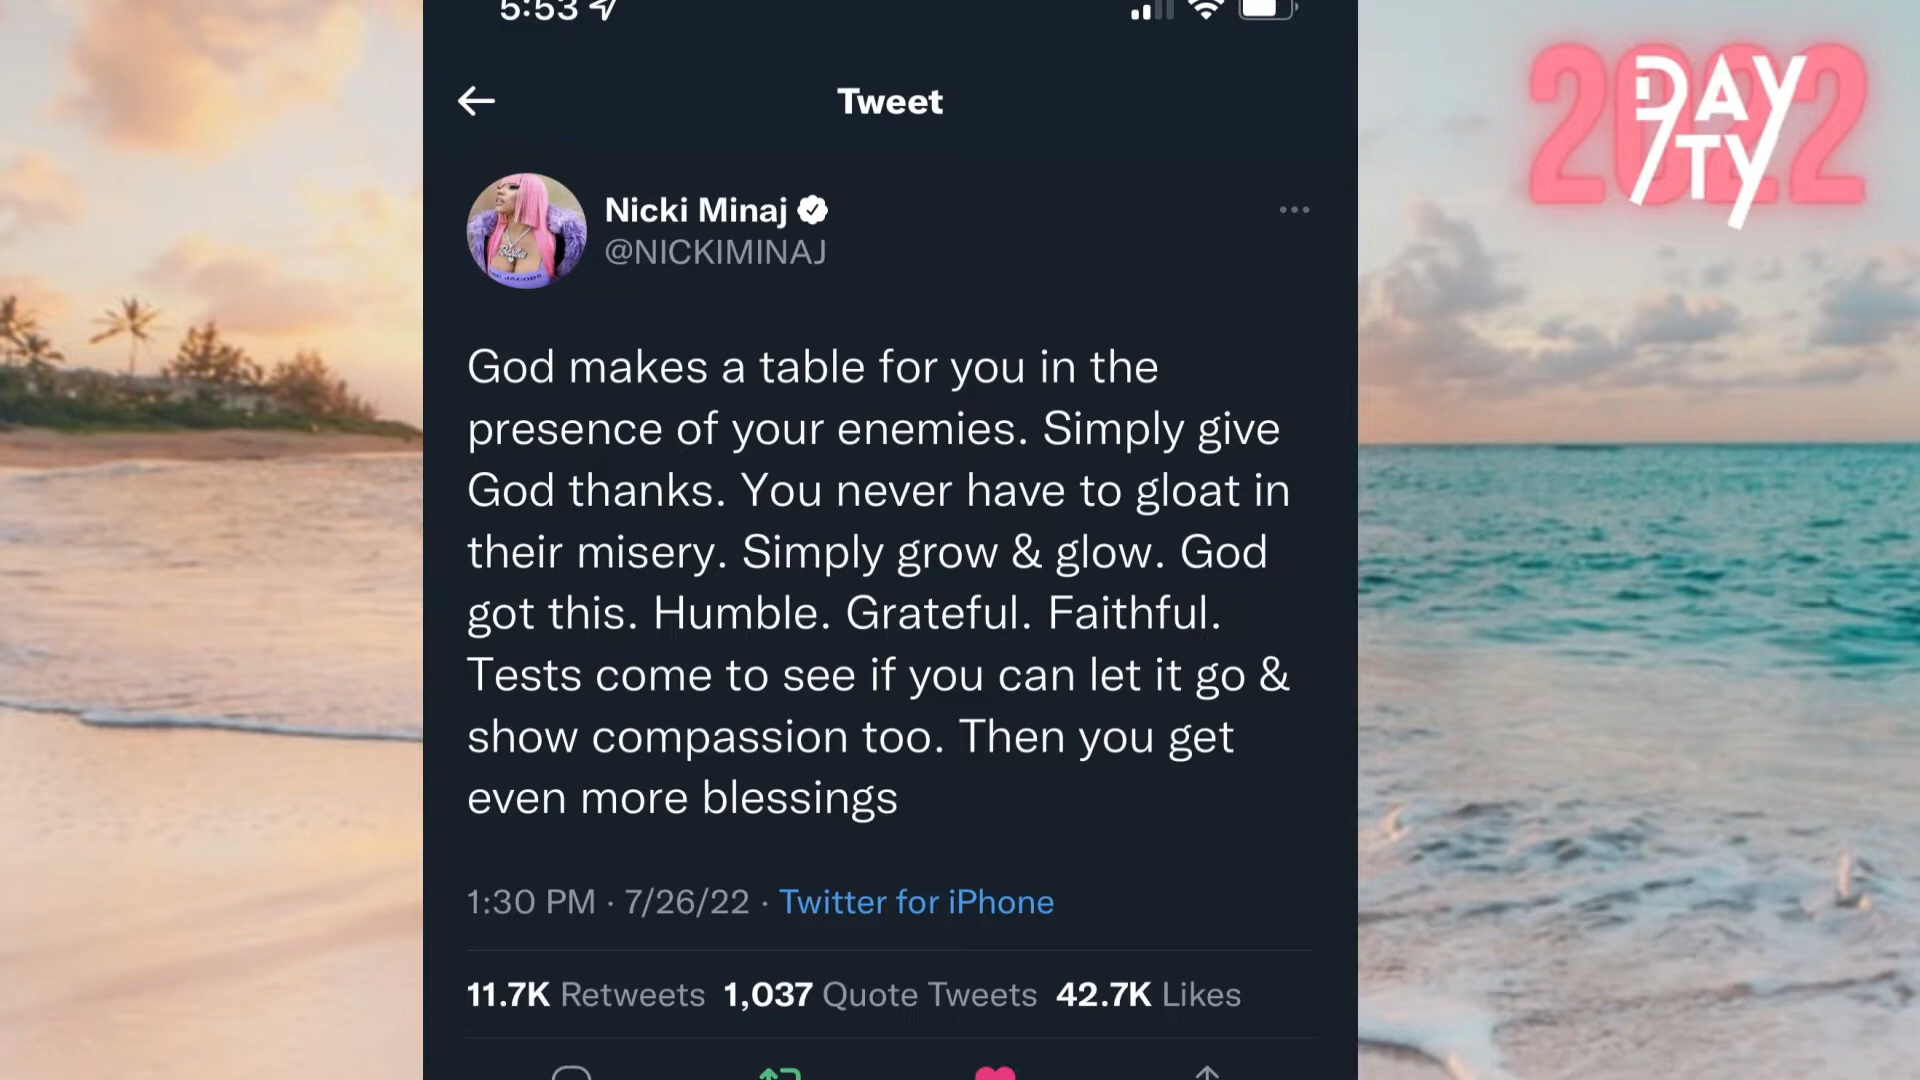 5:53
Tweet
2022
DAY
7TY
Nicki Minaj
@NICKIMINAJ
God makes a table for you in the
presence of your enemies. Simply give
God thanks. You never have to gloat in
their misery. Simply grow & glow. God
got this. Humble. Grateful. Faithful.
Tests come to see if you can let it go &
show compassion too. Then you get
even more blessings
1:30 PM · 7/26/22 · Twitter for iPhone
11.7K Retweets 1,037 Quote Tweets 42.7K Likes